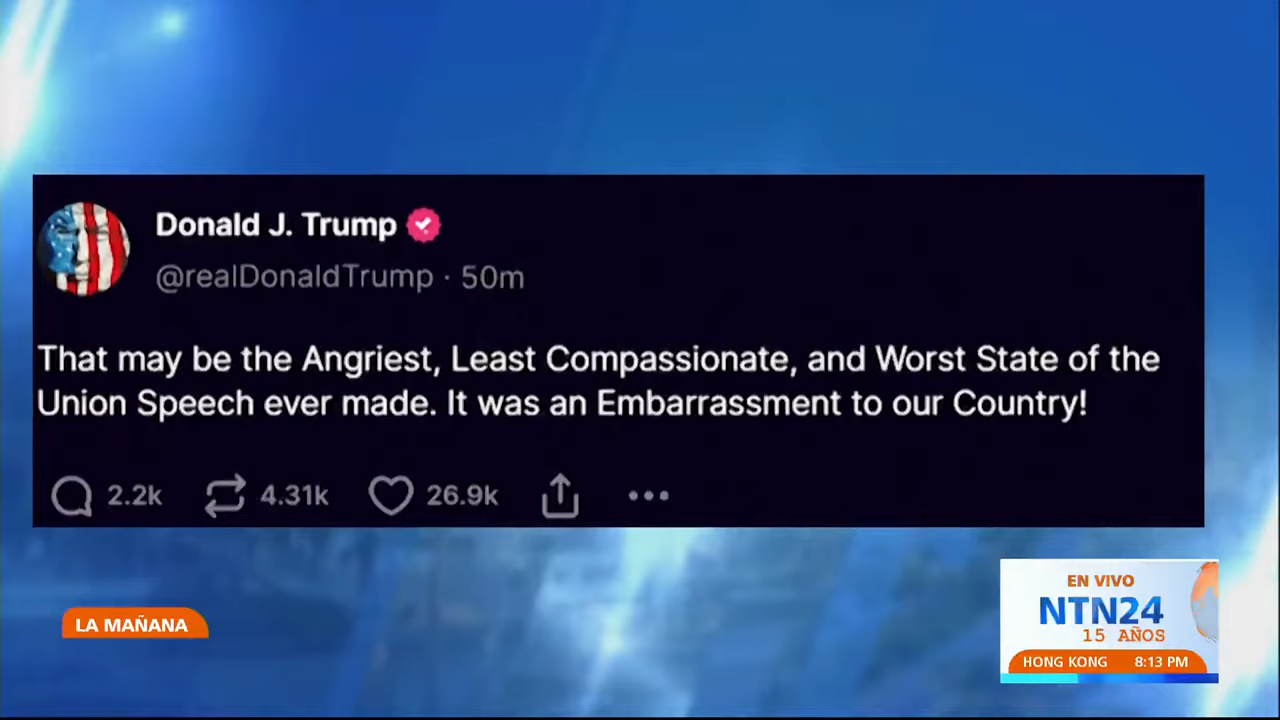 Donald J. Trump
@realDonaldTrump · 50m
That may be the Angriest, Least Compassionate, and Worst State of the
Union Speech ever made. It was an Embarrassment to our Country!
2.2k 4.31k 26.9k
LA MAÑANA
EN VIVO
NTN24
15 AÑOS
HONG KONG 8:13 PM